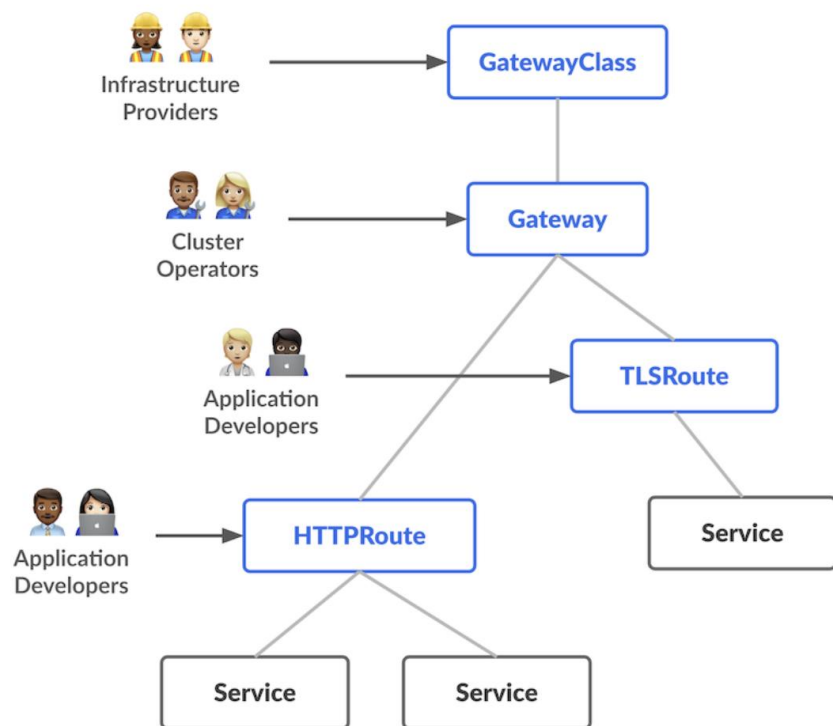 GatewayClass
Infrastructure
Providers
Gateway
Cluster
Operators
TLSRoute
Application
Developers
Service
HTTPRoute
Application
Developers
Service
Service